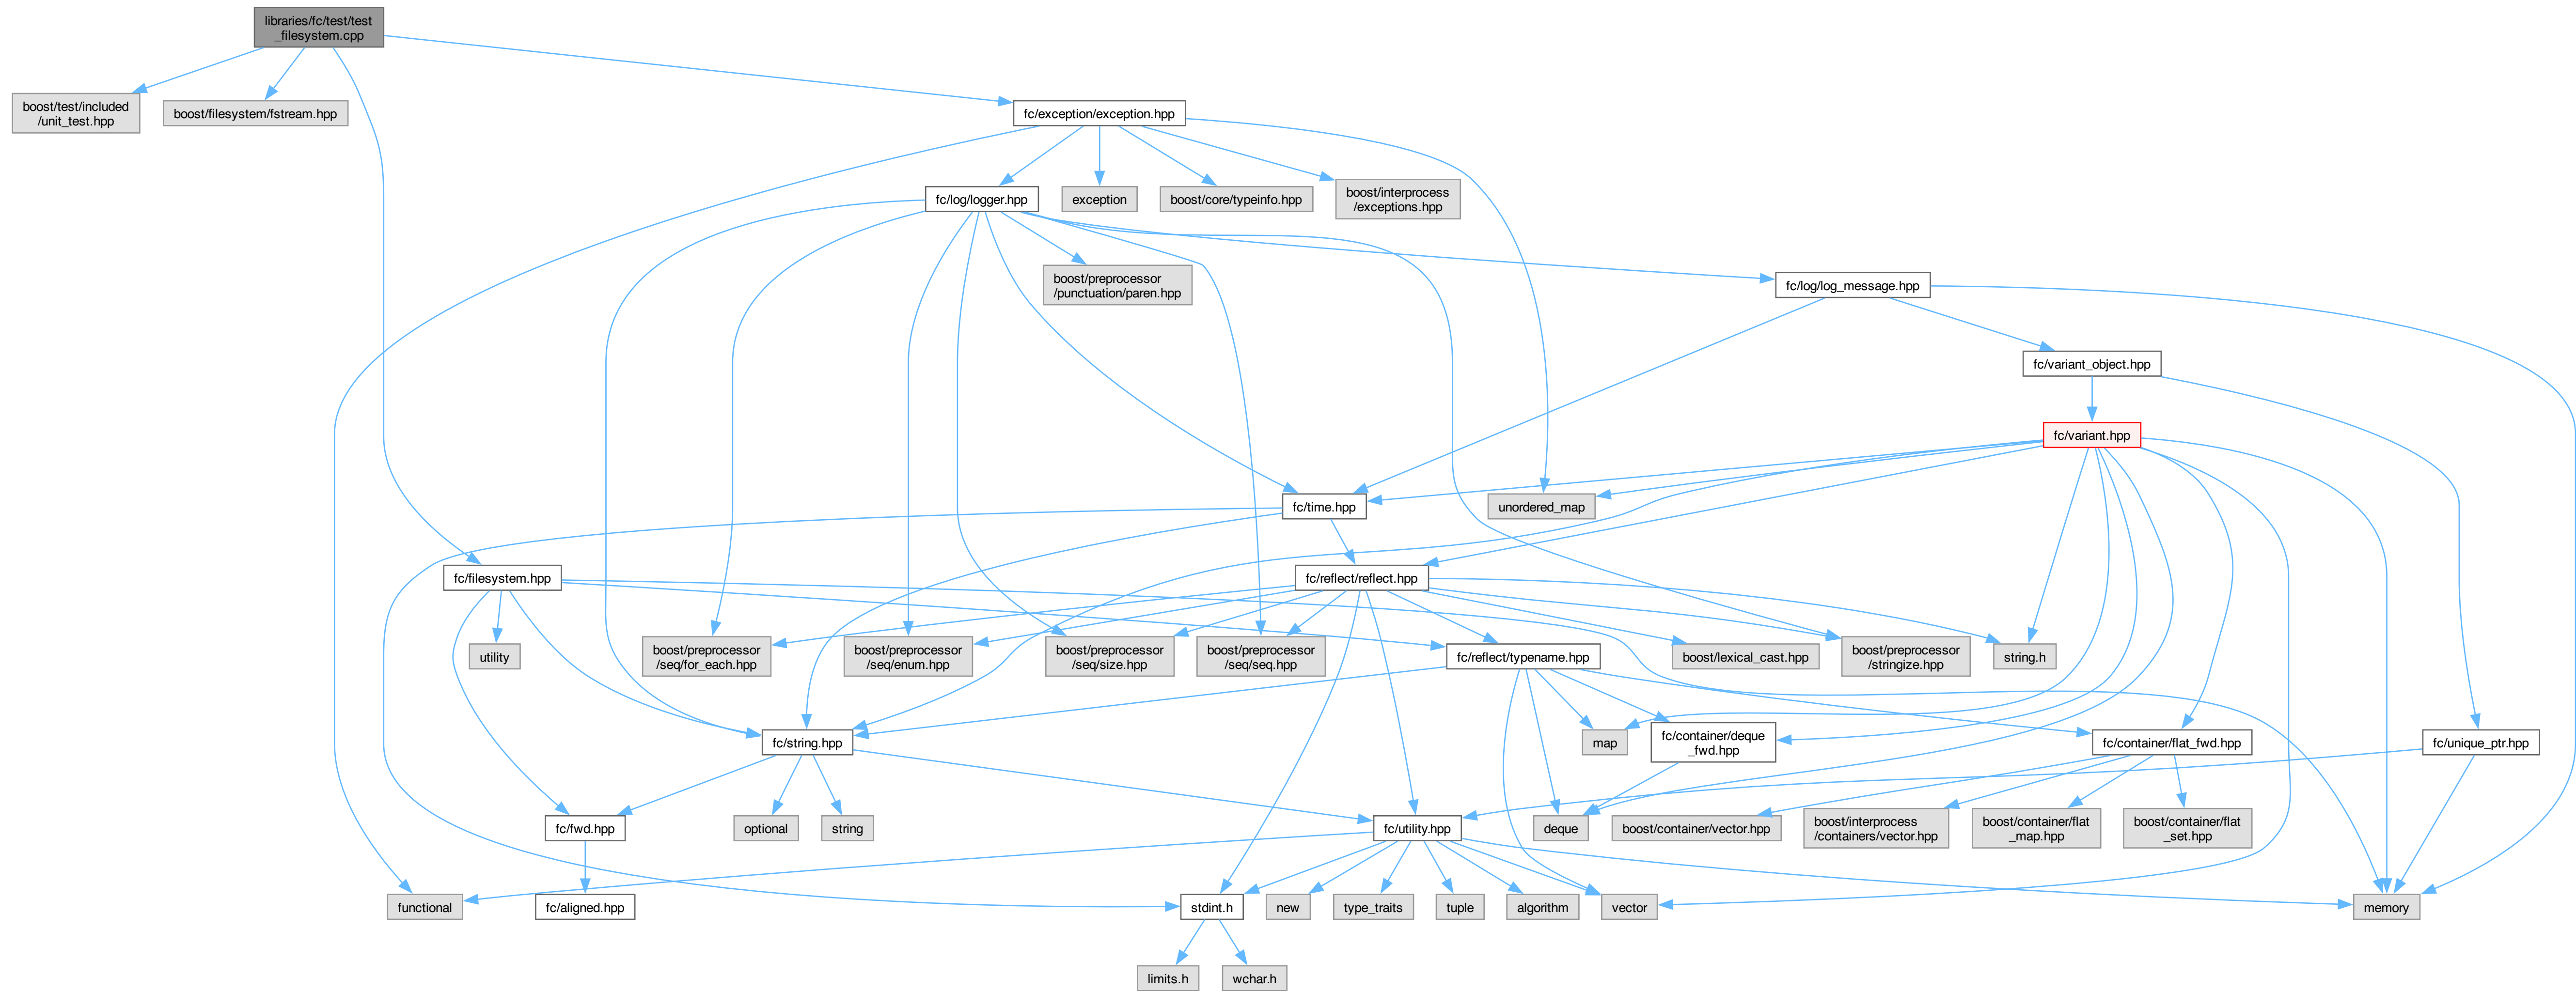 libraries/fc/test/test
_filesystem.cpp
boost/test/included
/unit_test.hpp
boost/filesystem/fstream.hpp
fc/exception/exception.hpp
fc/log/logger.hpp
exception
boost/core/typeinfo.hpp
boost/interprocess
/exceptions.hpp
boost/preprocessor
/punctuation/paren.hpp
fc/log/log_message.hpp
fc/variant_object.hpp
fc/variant.hpp
fc/time.hpp
unordered_map
fc/filesystem.hpp
fc/reflect/reflect.hpp
utility
boost/preprocessor
/seq/for_each.hpp
boost/preprocessor
/seq/enum.hpp
boost/preprocessor
/seq/size.hpp
boost/preprocessor
/seq/seq.hpp
fc/reflect/typename.hpp
boost/lexical_cast.hpp
boost/preprocessor
/stringize.hpp
string.h
fc/string.hpp
map
fc/container/deque
_fwd.hpp
fc/container/flat_fwd.hpp
fc/unique_ptr.hpp
fc/fwd.hpp
optional
string
fc/utility.hpp
deque
boost/container/vector.hpp
boost/interprocess
/containers/vector.hpp
boost/container/flat
_map.hpp
boost/container/flat
_set.hpp
functional
fc/aligned.hpp
stdint.h
new
type_traits
tuple
algorithm
vector
memory
limits.h
wchar.h